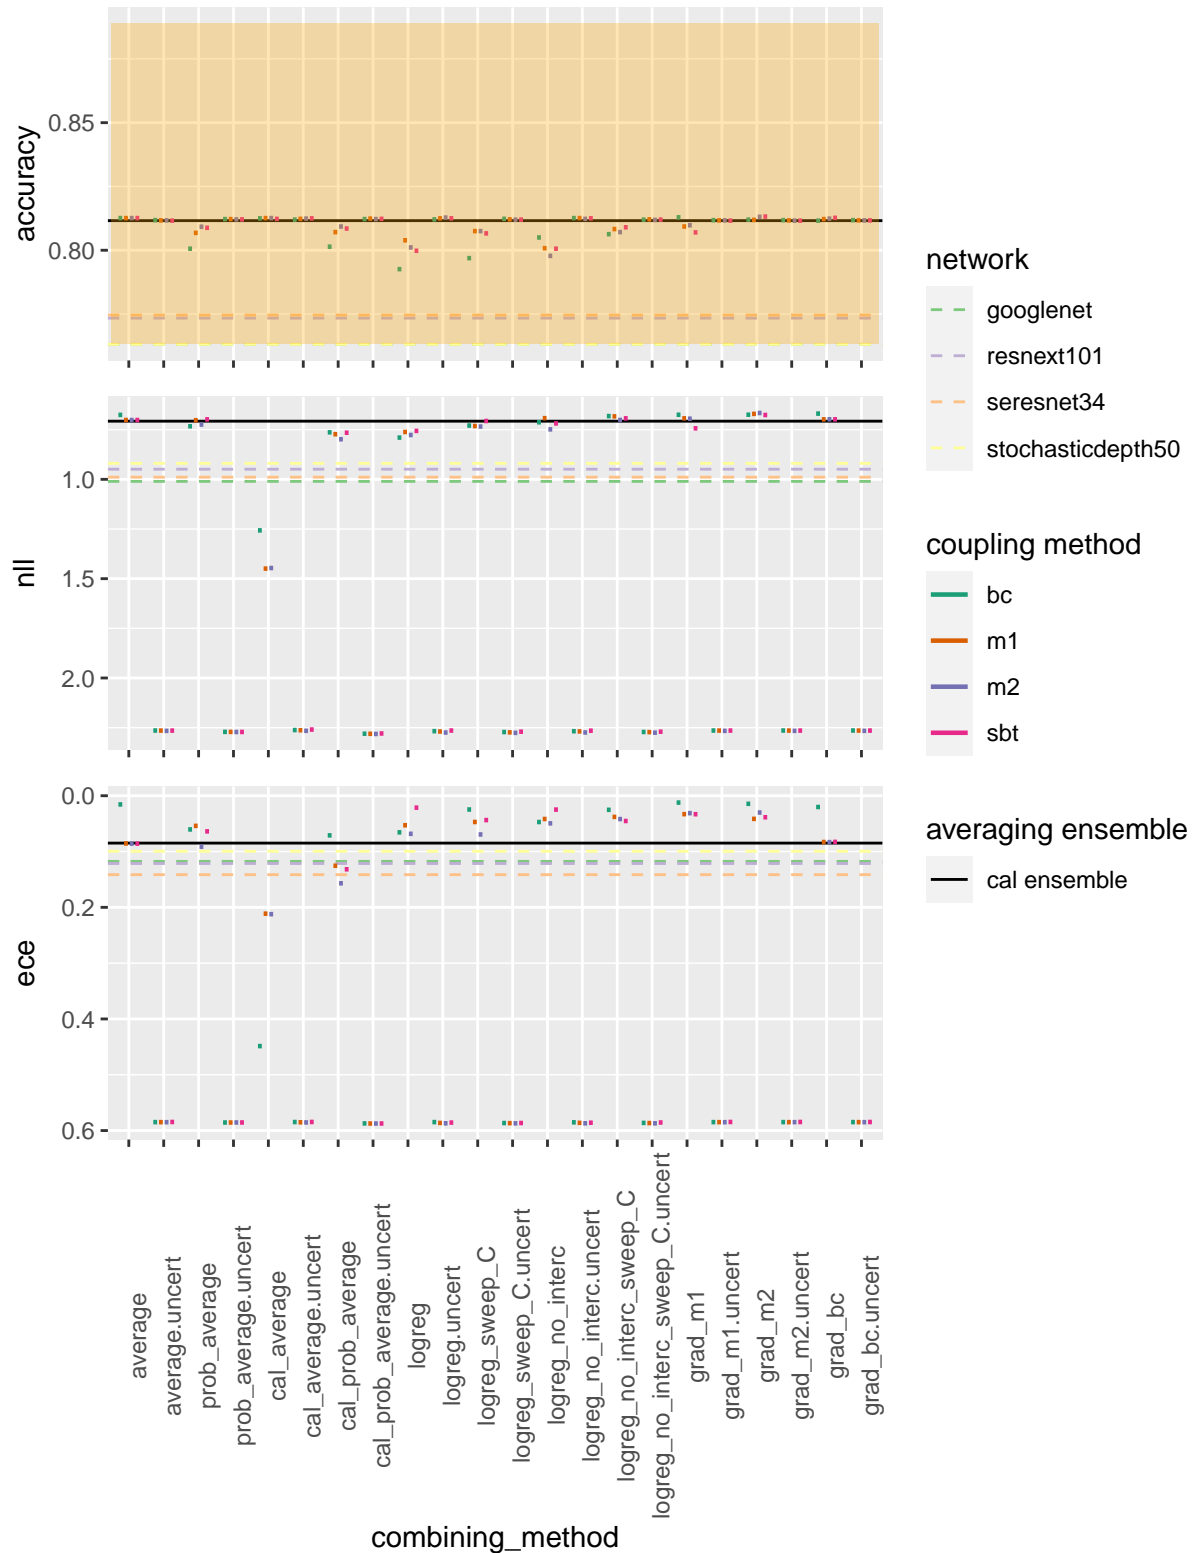 accuracy
0.85
0.80
nll
1.0
1.5
2.0
ece
0.0
0.2
0.4
0.6
average
average.uncert
prob_average
prob_average.uncert
cal_average
cal_average.uncert
cal_prob_average
cal_prob_average.uncert
logreg
logreg.uncert
logreg_sweep_C
logreg_sweep_C.uncert
logreg_no_interc
logreg_no_interc.uncert
logreg_no_interc_sweep_C
logreg_no_interc_sweep_C.uncert
grad_m1
grad_m1.uncert
grad_m2
grad_m2.uncert
grad_bc
grad_bc.uncert
combining_method
network
googlenet
resnext101
seresnet34
stochasticdepth50
coupling method
bc
m1
m2
sbt
averaging ensemble
cal ensemble